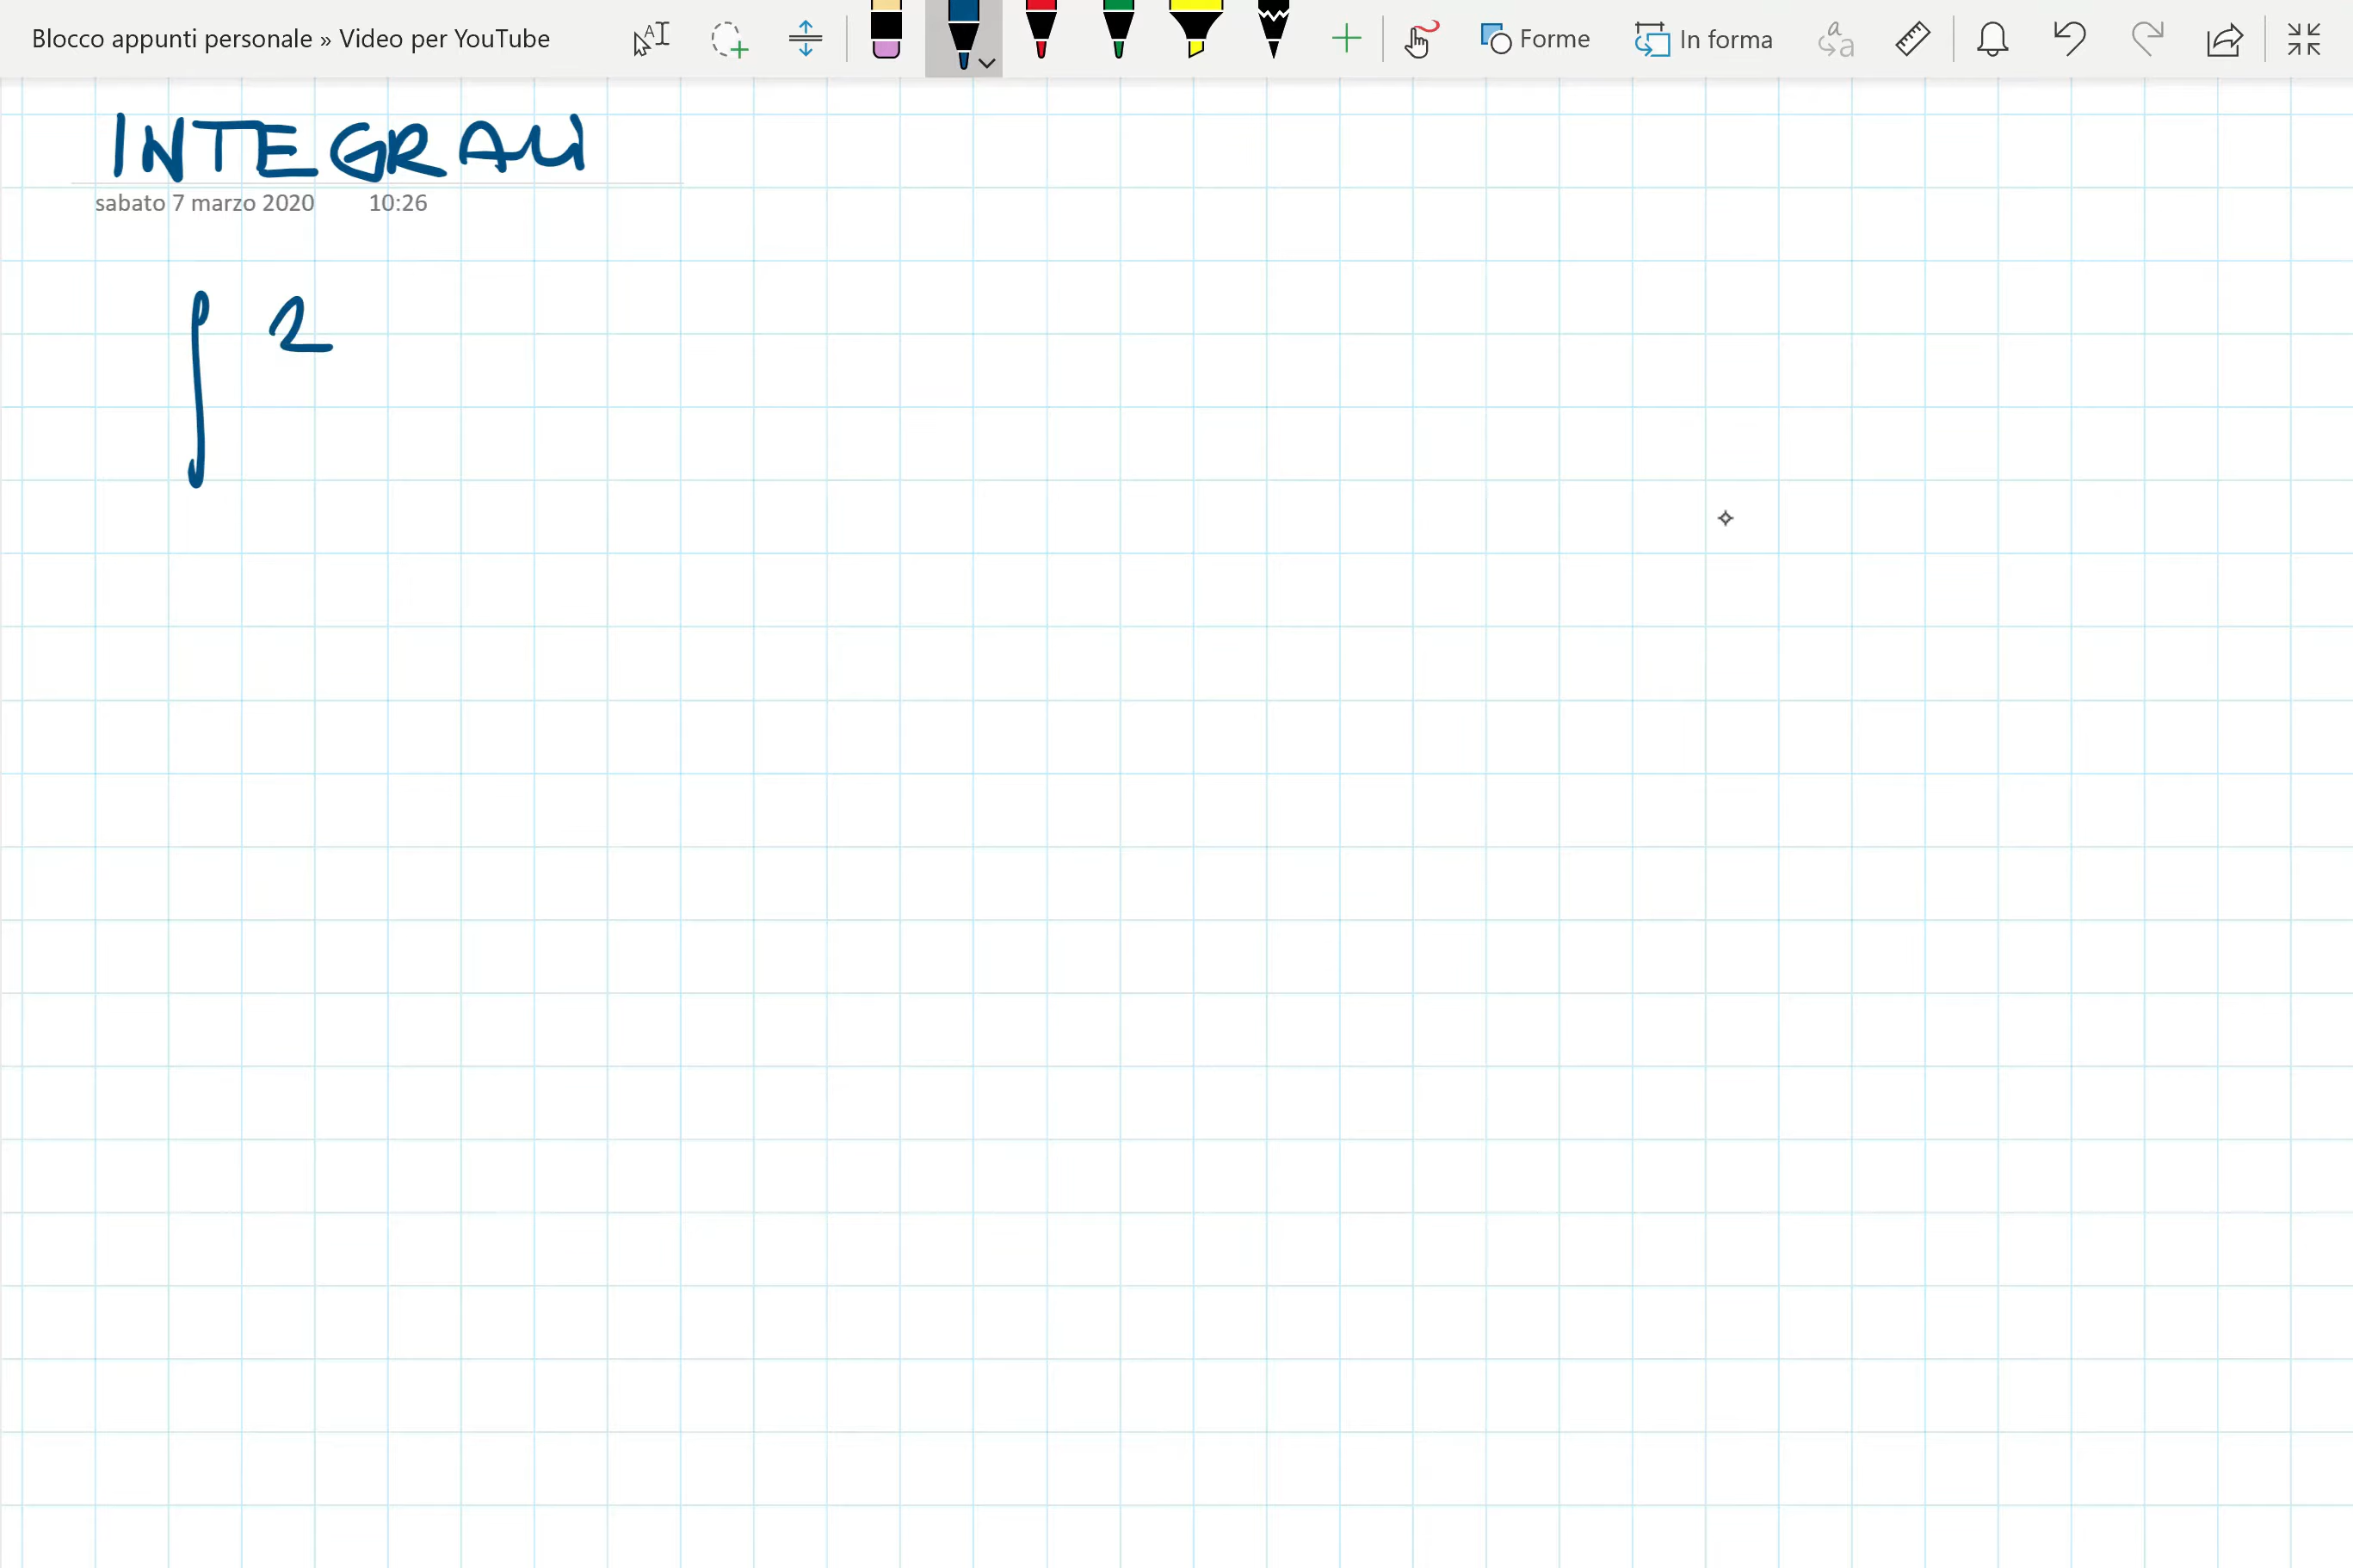 Blocco appunti personale » Video per YouTube Forme In forma
INTEGRALI
sabato 7 marzo 2020 10:26
∫ 2